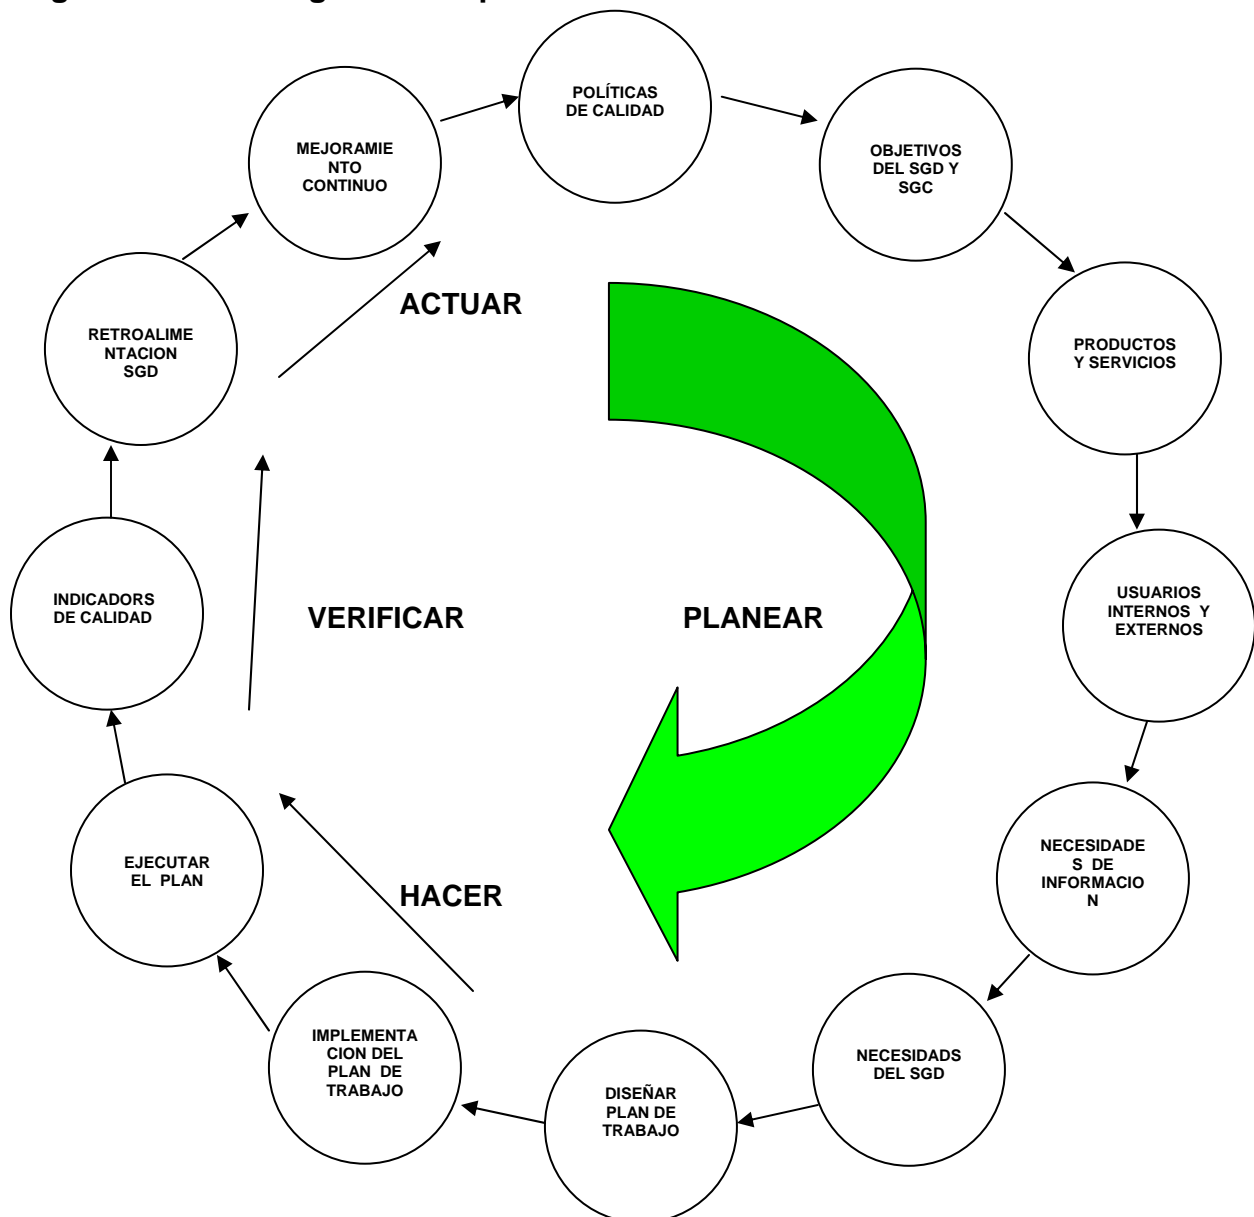 POLÍTICAS
DE CALIDAD
OBJETIVOS
DEL SGD Y
SGC
PRODUCTOS
Y SERVICIOS
USUARIOS
INTERNOS Y
EXTERNOS
NECESIDADE
S DE
INFORMACIO
N
NECESIDADS
DEL SGD
DISEÑAR
PLAN DE
TRABAJO
IMPLEMENTA
CION DEL
PLAN DE
TRABAJO
EJECUTAR
EL PLAN
INDICADORS
DE CALIDAD
RETROALIME
NTACION
SGD
MEJORAMIE
NTO
CONTINUO
ACTUAR
VERIFICAR
PLANEAR
HACER